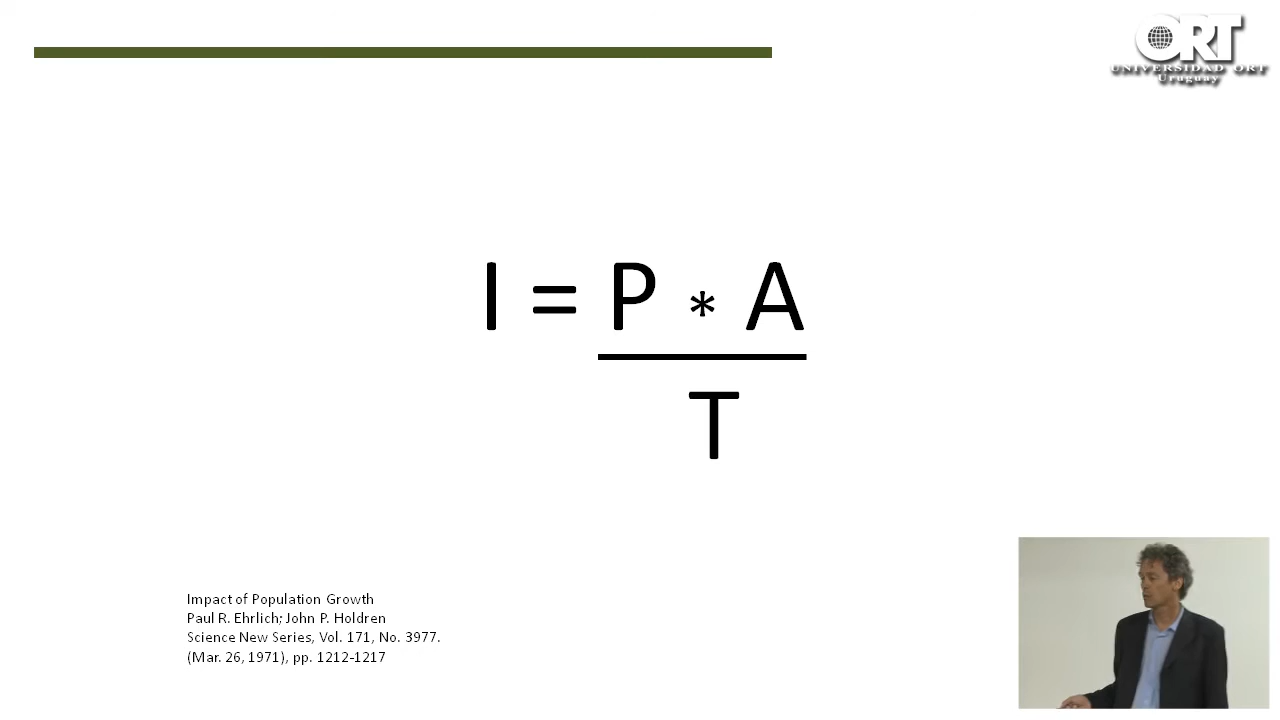 ORT
UNIVERSIDAD ORT
Uruguay
I = P * A
T
Impact of Population Growth
Paul R. Ehrlich; John P. Holdren
Science New Series, Vol. 171, No. 3977.
(Mar. 26, 1971), pp. 1212-1217